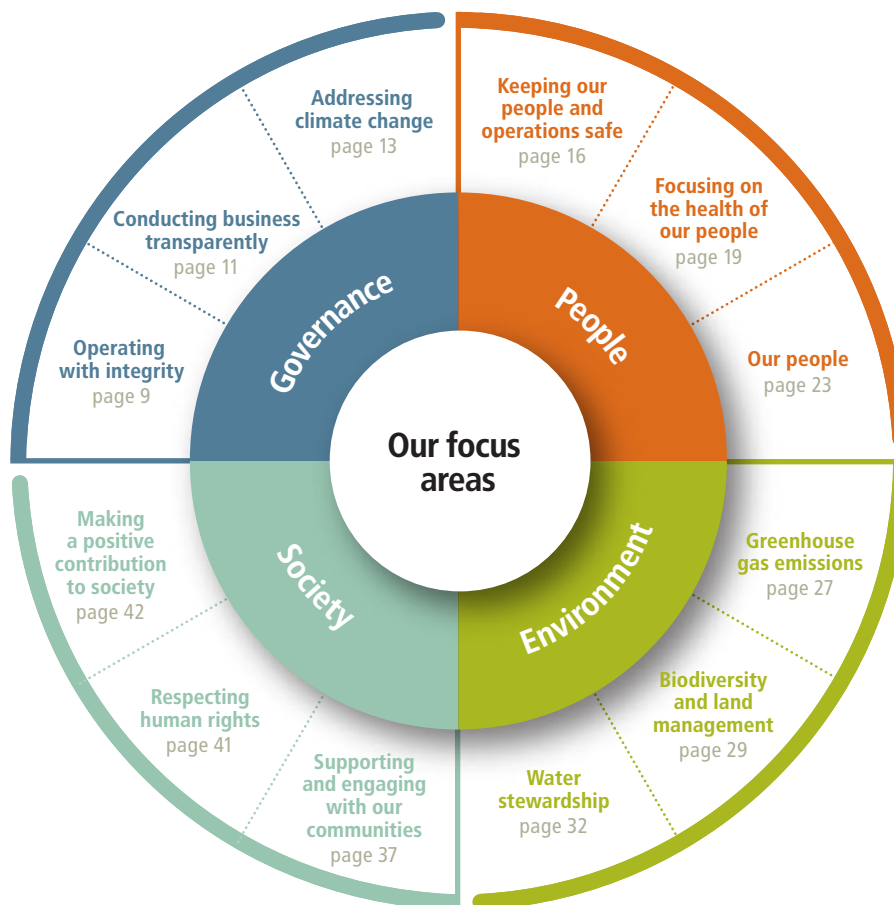 Our focus
areas
Governance
Operating
with integrity
page 9
Conducting business
transparently
page 11
Addressing
climate change
page 13
People
Keeping our
people and
operations safe
page 16
Focusing on
the health of
our people
page 19
Our people
page 23
Environment
Greenhouse
gas emissions
page 27
Biodiversity
and land
management
page 29
Water
stewardship
page 32
Society
Supporting
and engaging
with our
communities
page 37
Respecting
human rights
page 41
Making
a positive
contribution
to society
page 42